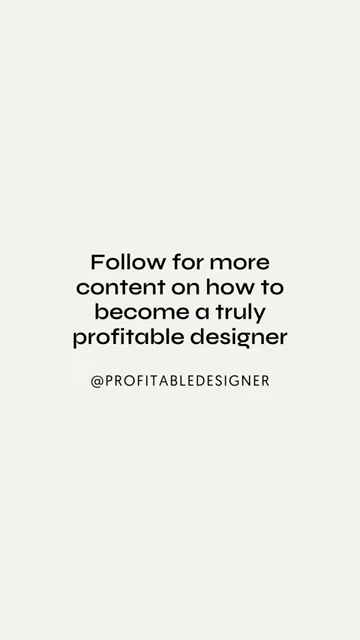 Follow for more
content on how to
become a truly
profitable designer
@PROFITABLEDESIGNER